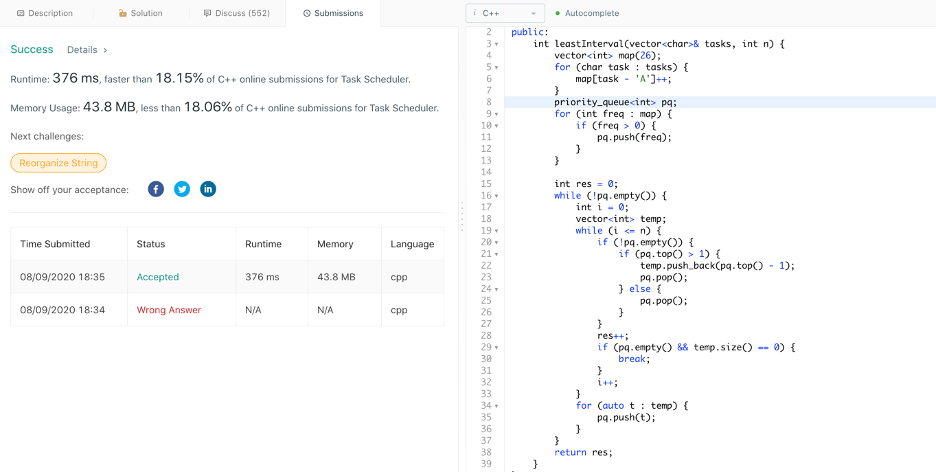 Description
Solution
Discuss (552)
Submissions
i C++
Autocomplete
Success Details >
Runtime: 376 ms, faster than 18.15% of C++ online submissions for Task Scheduler.
Memory Usage: 43.8 MB, less than 18.06% of C++ online submissions for Task Scheduler.
Next challenges:
Reorganize String
Show off your acceptance:
Time Submitted Status Runtime Memory Language
08/09/2020 18:35 Accepted 376 ms 43.8 MB cpp
08/09/2020 18:34 Wrong Answer N/A N/A cpp
2 public:
3 int leastInterval(vector<char>& tasks, int n) {
4 vector<int> map(26);
5 for (char task : tasks) {
6 map[task - 'A']++;
7 }
8 priority_queue<int> pq;
9 for (int freq : map) {
10 if (freq > 0) {
11 pq.push(freq);
12 }
13 }
14
15 int res = 0;
16 while (!pq.empty()) {
17 int i = 0;
18 vector<int> temp;
19 while (i <= n) {
20 if (!pq.empty()) {
21 if (pq.top() > 1) {
22 temp.push_back(pq.top() - 1);
23 pq.pop();
24 } else {
25 pq.pop();
26 }
27 }
28 res++;
29 if (pq.empty() && temp.size() == 0) {
30 break;
31 }
32 i++;
33 }
34 for (auto t : temp) {
35 pq.push(t);
36 }
37 }
38 return res;
39 }